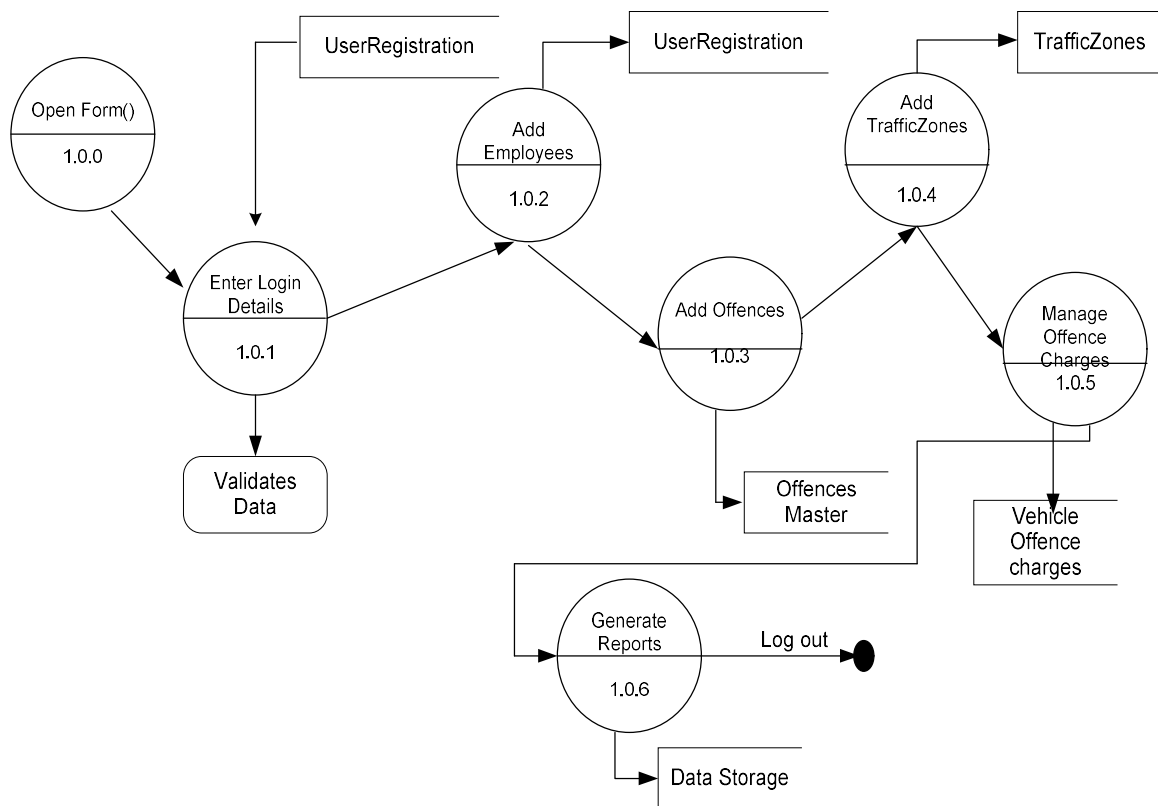 UserRegistration
UserRegistration
TrafficZones
Open Form()
1.0.0
Add
Employees
1.0.2
Add
TrafficZones
1.0.4
Enter Login
Details
1.0.1
Add Offences
1.0.3
Manage
Offence
Charges
1.0.5
Validates
Data
Offences
Master
Vehicle
Offence
charges
Generate
Reports
1.0.6
Log out
Data Storage